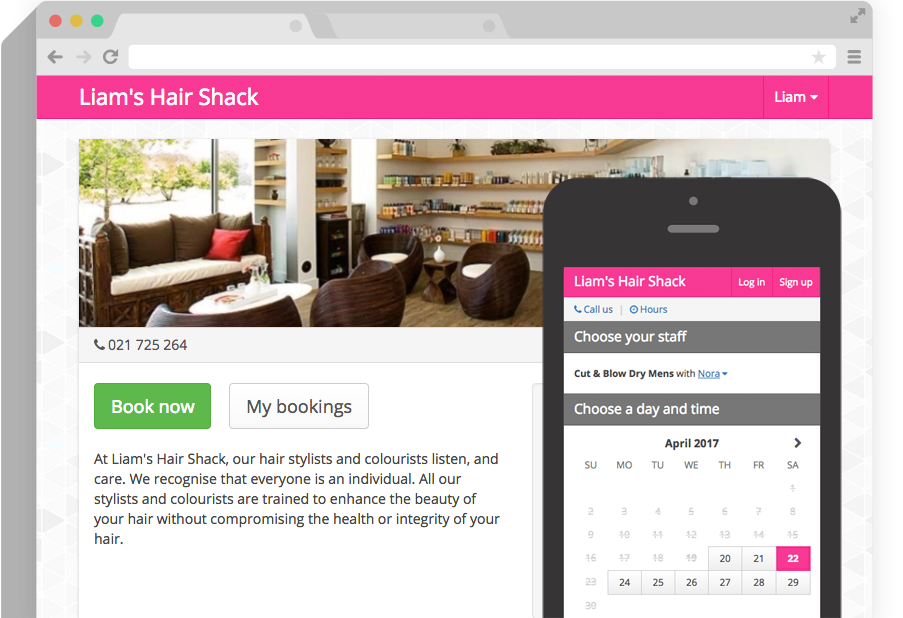 Liam's Hair Shack
Liam
021 725 264
Book now
My bookings
At Liam's Hair Shack, our hair stylists and colourists listen, and
care. We recognise that everyone is an individual. All our
stylists and colourists are trained to enhance the beauty of
your hair without compromising the health or integrity of your
hair.
Liam's Hair Shack Log in Sign up
Call us | Hours
Choose your staff
Cut & Blow Dry Mens with Nora
Choose a day and time
April 2017
SU MO TU WE TH FR SA
1
2 3 4 5 6 7 8
9 10 11 12 13 14 15
16 17 18 19 20 21 22
23 24 25 26 27 28 29
30